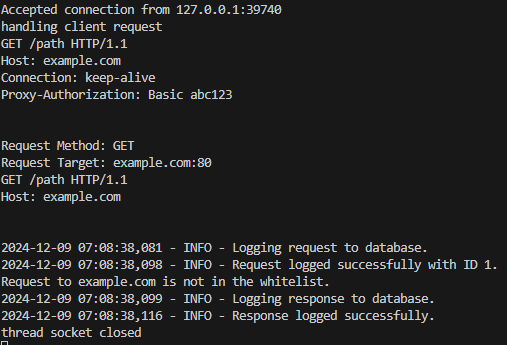 Accepted connection from 127.0.0.1:39740
handling client request
GET /path HTTP/1.1
Host: example.com
Connection: keep-alive
Proxy-Authorization: Basic abc123
Request Method: GET
Request Target: example.com:80
GET /path HTTP/1.1
Host: example.com
2024-12-09 07:08:38,081 - INFO - Logging request to database.
2024-12-09 07:08:38,098 - INFO - Request logged successfully with ID 1.
Request to example.com is not in the whitelist.
2024-12-09 07:08:38,099 - INFO - Logging response to database.
2024-12-09 07:08:38,116 - INFO - Response logged successfully.
thread socket closed